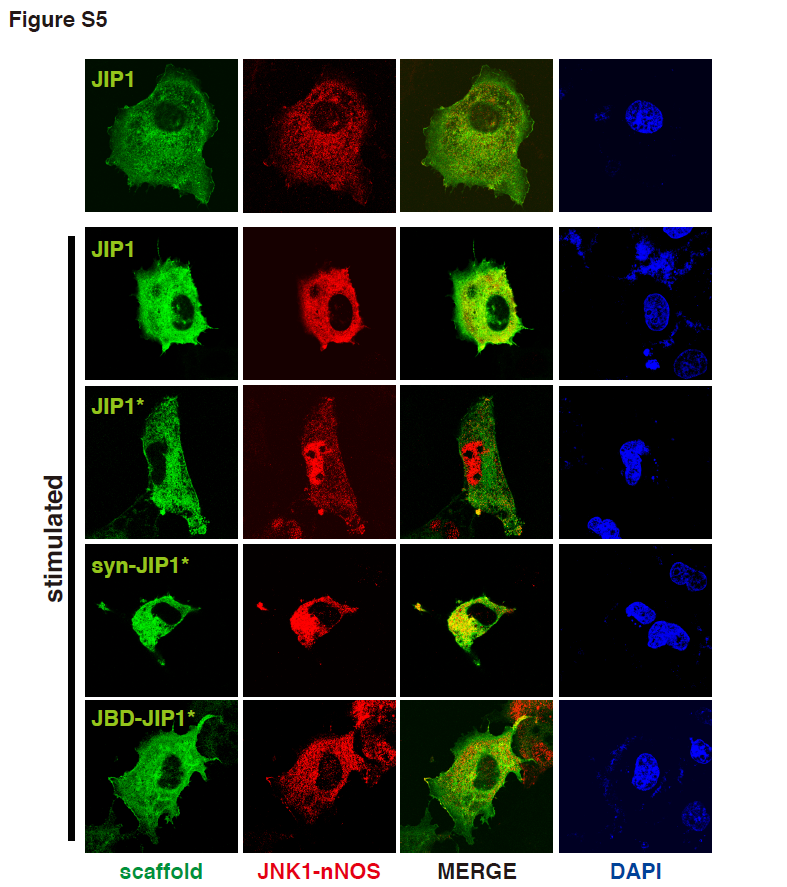 Figure S5
JIP1
JIP1
JIP1*
syn-JIP1*
JBD-JIP1*
stimulated
scaffold JNK1-nNOS MERGE DAPI